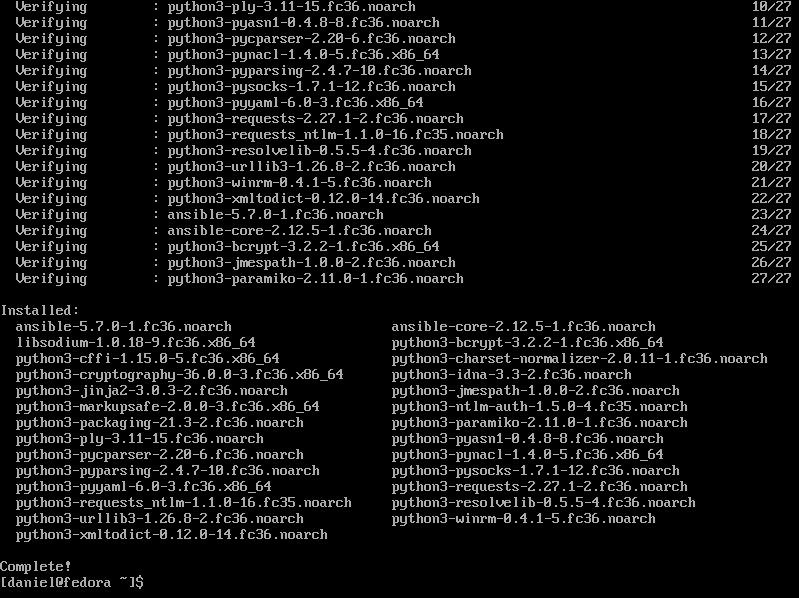 Verifying : python3-ply-3.11-15.fc36.noarch 10/27
Verifying : python3-pyasn1-0.4.8-8.fc36.noarch 11/27
Verifying : python3-pycparser-2.20-6.fc36.noarch 12/27
Verifying : python3-pynacl-1.4.0-5.fc36.x86_64 13/27
Verifying : python3-pyparsing-2.4.7-10.fc36.noarch 14/27
Verifying : python3-pysocks-1.7.1-12.fc36.noarch 15/27
Verifying : python3-pyyaml-6.0-3.fc36.x86_64 16/27
Verifying : python3-requests-2.27.1-2.fc36.noarch 17/27
Verifying : python3-requests_ntlm-1.1.0-16.fc35.noarch 18/27
Verifying : python3-resolvelib-0.5.5-4.fc36.noarch 19/27
Verifying : python3-urllib3-1.26.8-2.fc36.noarch 20/27
Verifying : python3-winrm-0.4.1-5.fc36.noarch 21/27
Verifying : python3-xmltodict-0.12.0-14.fc36.noarch 22/27
Verifying : ansible-5.7.0-1.fc36.noarch 23/27
Verifying : ansible-core-2.12.5-1.fc36.noarch 24/27
Verifying : python3-bcrypt-3.2.2-1.fc36.x86_64 25/27
Verifying : python3-jmespath-1.0.0-2.fc36.noarch 26/27
Verifying : python3-paramiko-2.11.0-1.fc36.noarch 27/27
Installed:
ansible-5.7.0-1.fc36.noarch ansible-core-2.12.5-1.fc36.noarch
libsodium-1.0.18-9.fc36.x86_64 python3-bcrypt-3.2.2-1.fc36.x86_64
python3-cffi-1.15.0-5.fc36.x86_64 python3-charset-normalizer-2.0.11-1.fc36.noarch
python3-cryptography-36.0.0-3.fc36.x86_64 python3-idna-3.3-2.fc36.noarch
python3-jinja2-3.0.3-2.fc36.noarch python3-jmespath-1.0.0-2.fc36.noarch
python3-markupsafe-2.0.0-3.fc36.x86_64 python3-ntlm-auth-1.5.0-4.fc35.noarch
python3-packaging-21.3-2.fc36.noarch python3-paramiko-2.11.0-1.fc36.noarch
python3-ply-3.11-15.fc36.noarch python3-pyasn1-0.4.8-8.fc36.noarch
python3-pycparser-2.20-6.fc36.noarch python3-pynacl-1.4.0-5.fc36.x86_64
python3-pyparsing-2.4.7-10.fc36.noarch python3-pysocks-1.7.1-12.fc36.noarch
python3-pyyaml-6.0-3.fc36.x86_64 python3-requests-2.27.1-2.fc36.noarch
python3-requests_ntlm-1.1.0-16.fc35.noarch python3-resolvelib-0.5.5-4.fc36.noarch
python3-urllib3-1.26.8-2.fc36.noarch python3-winrm-0.4.1-5.fc36.noarch
python3-xmltodict-0.12.0-14.fc36.noarch
Complete!
[daniel@fedora ~]$